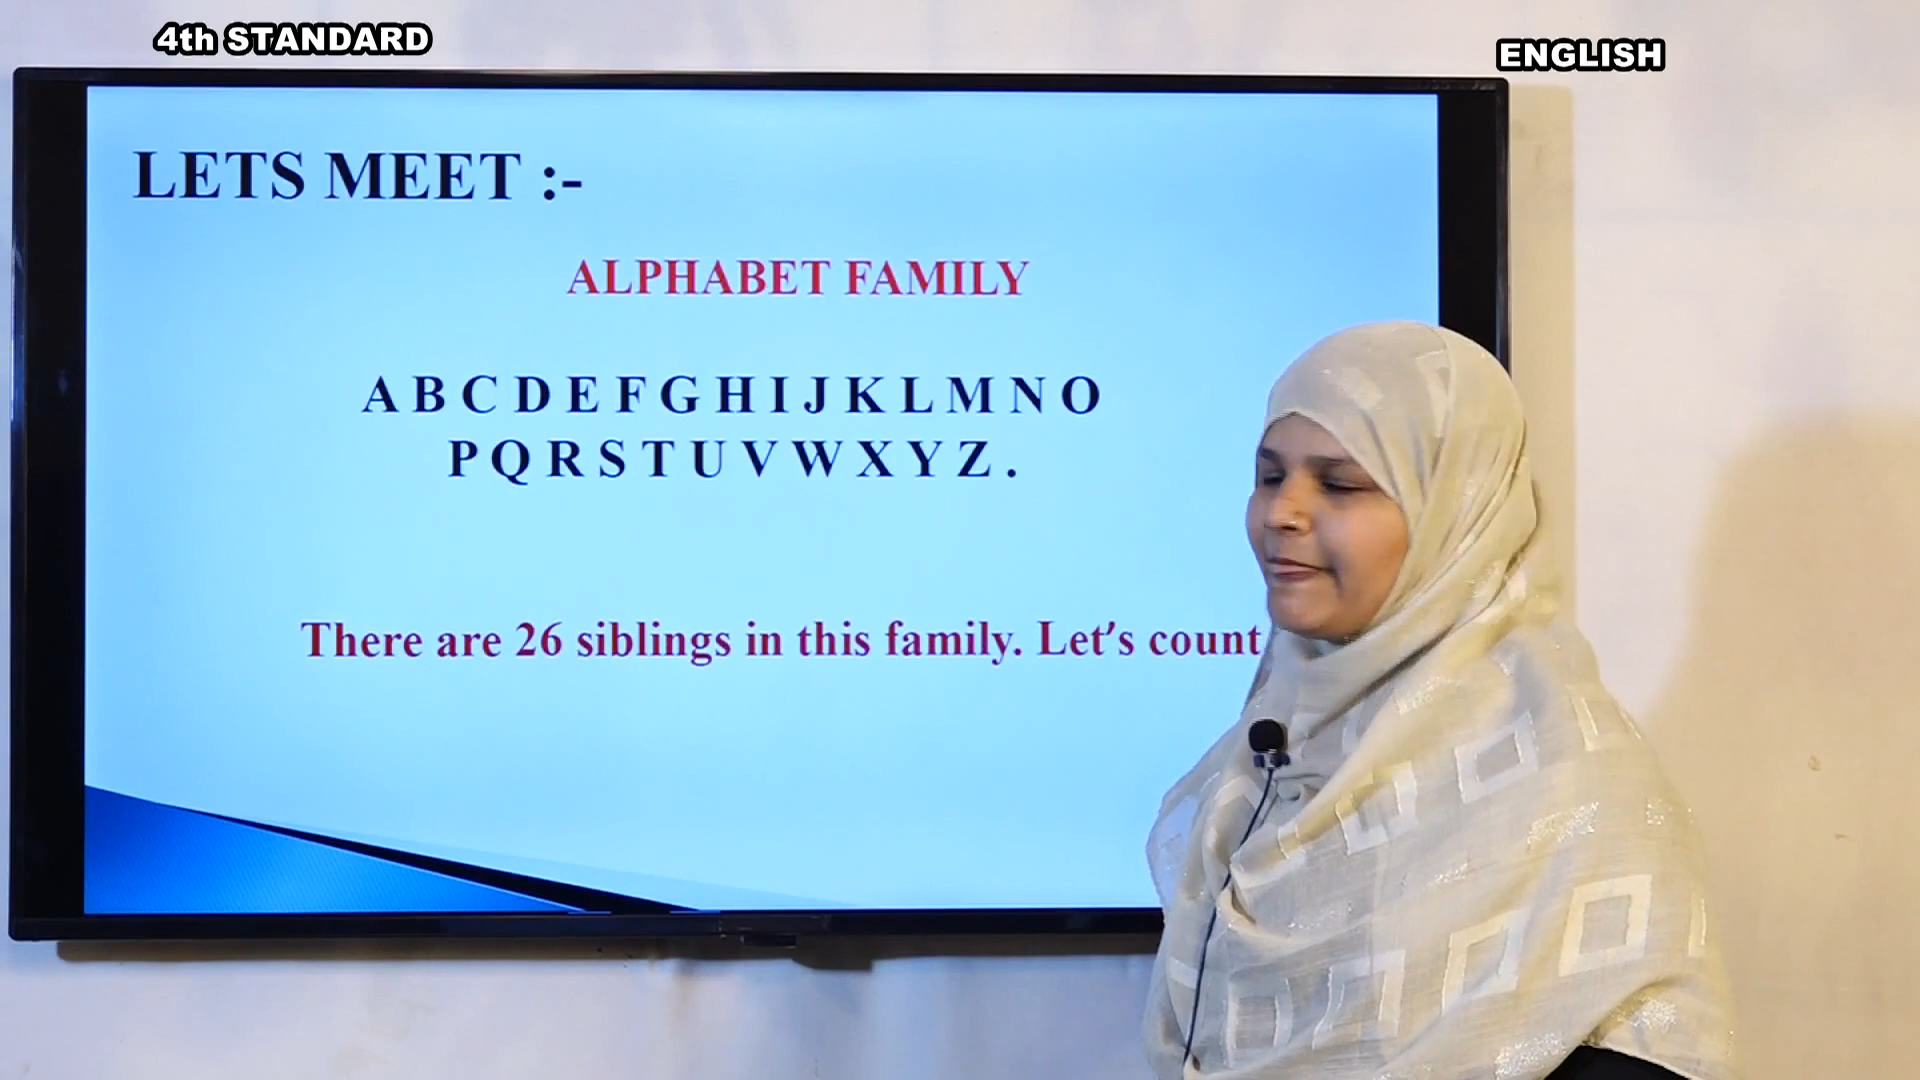 4th STANDARD
ENGLISH
LETS MEET :-
ALPHABET FAMILY
A B C D E F G H I J K L M N O
P Q R S T U V W X Y Z .
There are 26 siblings in this family. Let's count